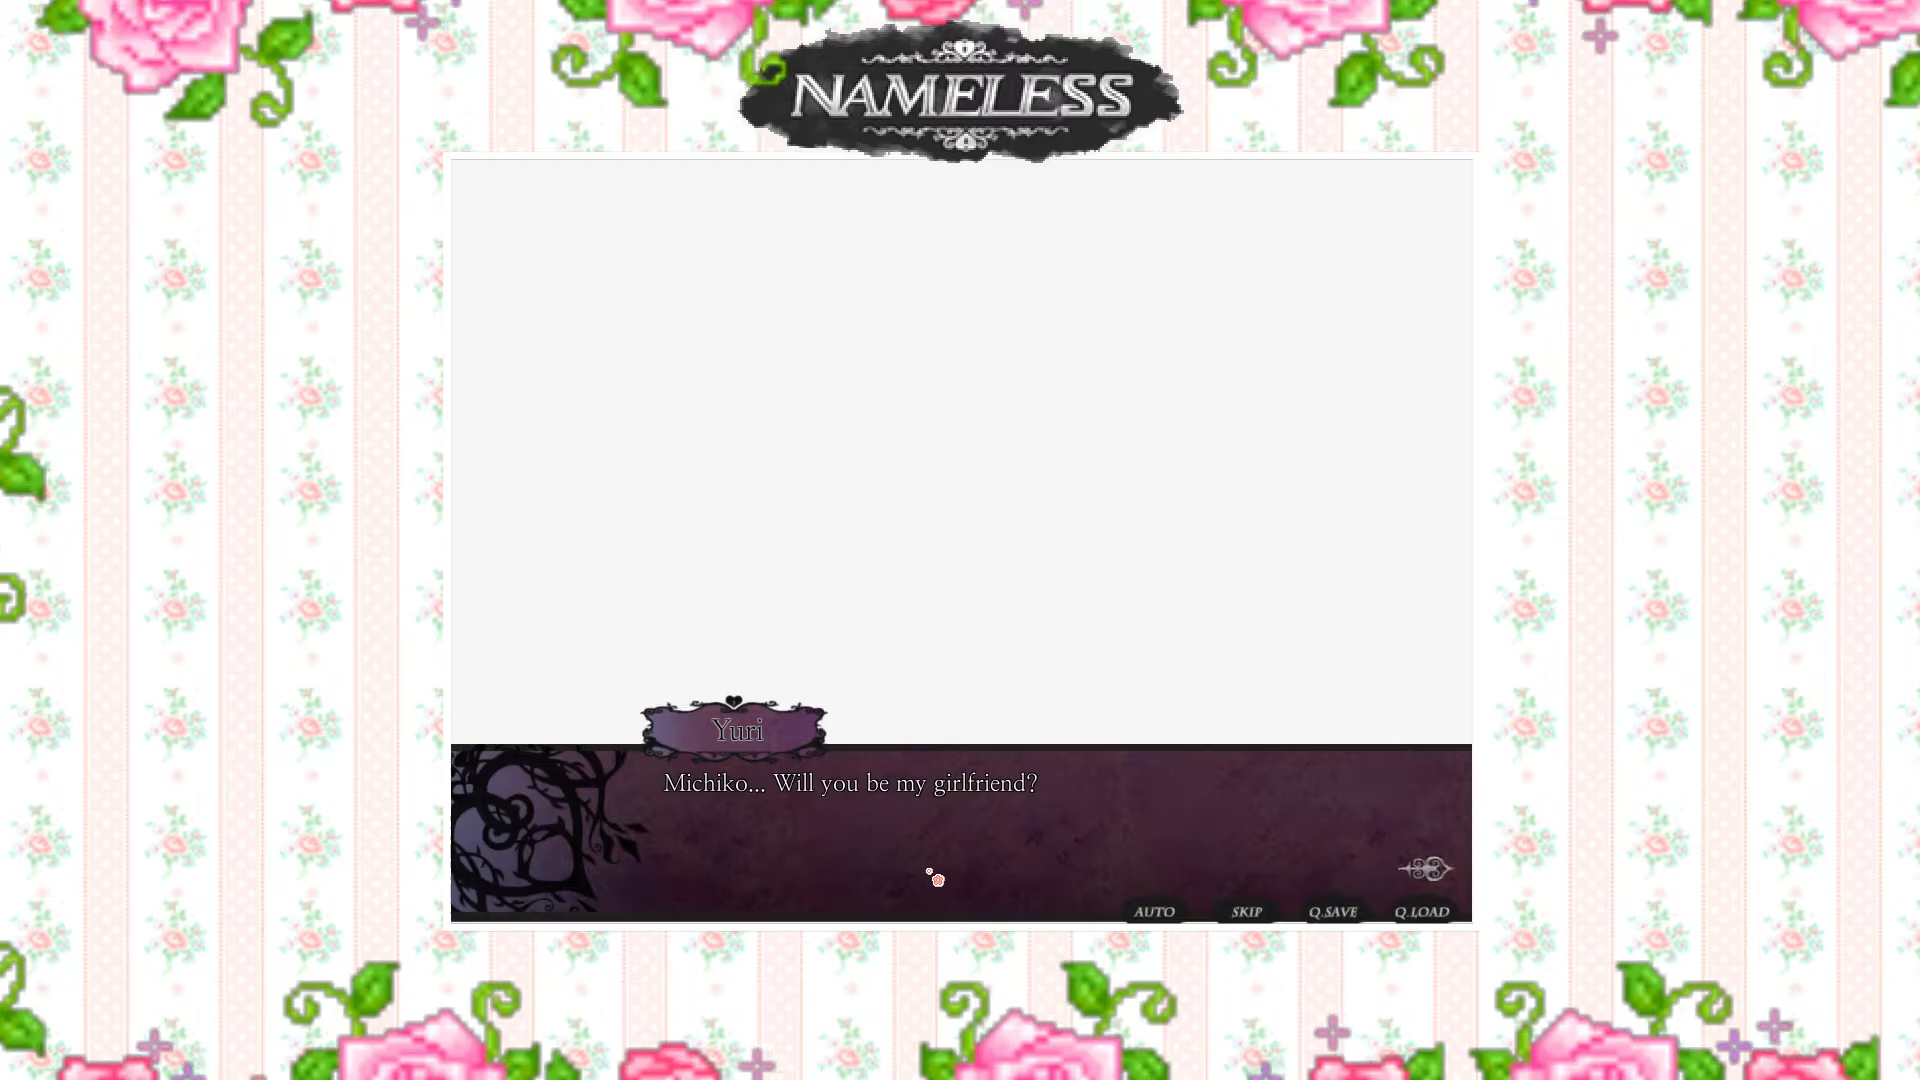 NAMELESS
Yuri
Michiko... Will you be my girlfriend?
AUTO SKIP Q.SAVE Q.LOAD